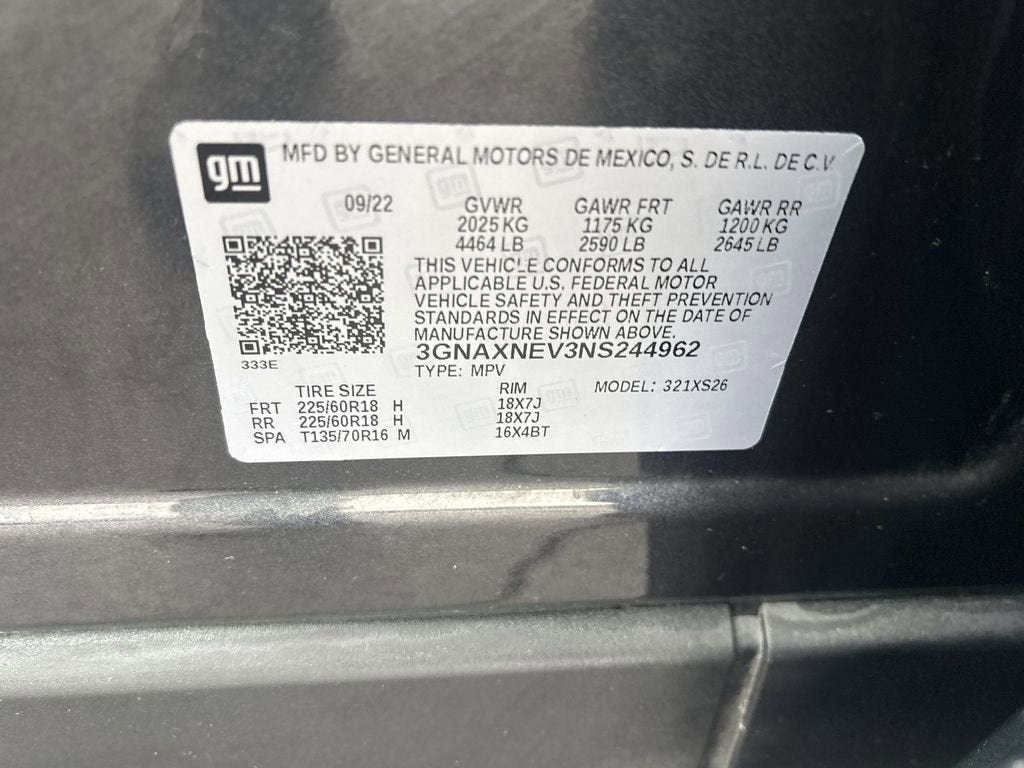 gm MFD BY GENERAL MOTORS DE MEXICO, S. DE R.L. DE C.V.
09/22 GVWR GAWR FRT GAWR RR
2025 KG 1175 KG 1200 KG
4464 LB 2590 LB 2645 LB
THIS VEHICLE CONFORMS TO ALL
APPLICABLE U.S. FEDERAL MOTOR
VEHICLE SAFETY AND THEFT PREVENTION
STANDARDS IN EFFECT ON THE DATE OF
MANUFACTURE SHOWN ABOVE.
3GNAXNEV3NS244962
333E TYPE: MPV
TIRE SIZE RIM MODEL: 321XS26
FRT 225/60R18 H 18X7J
RR 225/60R18 H 18X7J
SPA T135/70R16 M 16X4BT